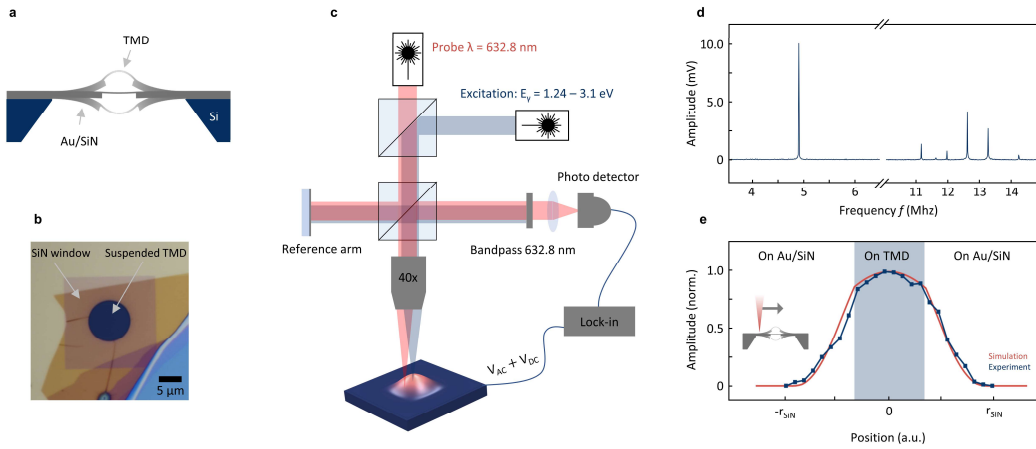 a
TMD
Si
Au/SiN
b
SiN window
Suspended TMD
5 µm
c
Probe λ = 632.8 nm
Excitation: Eγ = 1.24 – 3.1 eV
Photo detector
Reference arm
Bandpass 632.8 nm
40x
Lock-in
VAC + VDC
d
Amplitude (mV)
10.0
5.0
0
4
5
6
11
12
13
14
Frequency f (Mhz)
e
On Au/SiN
On TMD
On Au/SiN
Amplitude (norm.)
1.0
0.5
0
Simulation
Experiment
-rSiN
0
rSiN
Position (a.u.)